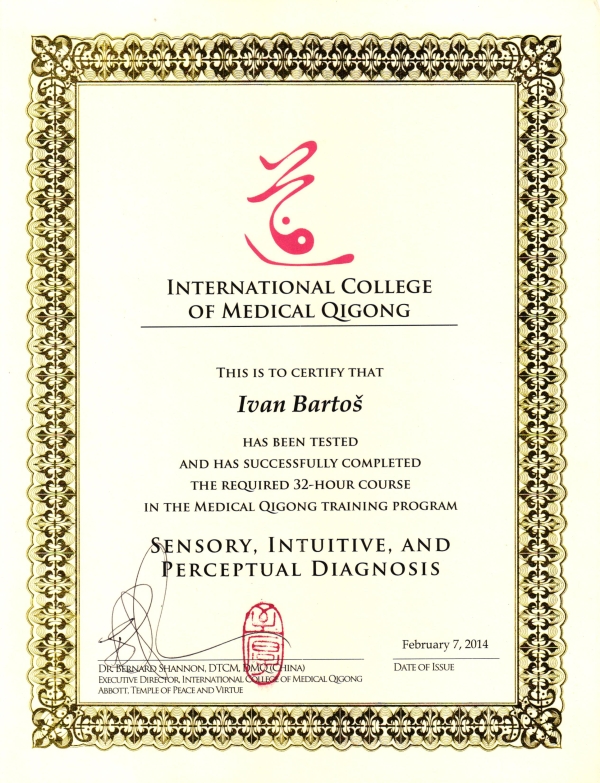 INTERNATIONAL COLLEGE
OF MEDICAL QIGONG
THIS IS TO CERTIFY THAT
Ivan Bartoš
HAS BEEN TESTED
AND HAS SUCCESSFULLY COMPLETED
THE REQUIRED 32-HOUR COURSE
IN THE MEDICAL QIGONG TRAINING PROGRAM
SENSORY, INTUITIVE, AND
PERCEPTUAL DIAGNOSIS
February 7, 2014
DR. BERNARD SHANNON, DTCM, DMQ (CHINA)
DATE OF ISSUE
EXECUTIVE DIRECTOR, INTERNATIONAL COLLEGE OF MEDICAL QIGONG
ABBOTT, TEMPLE OF PEACE AND VIRTUE